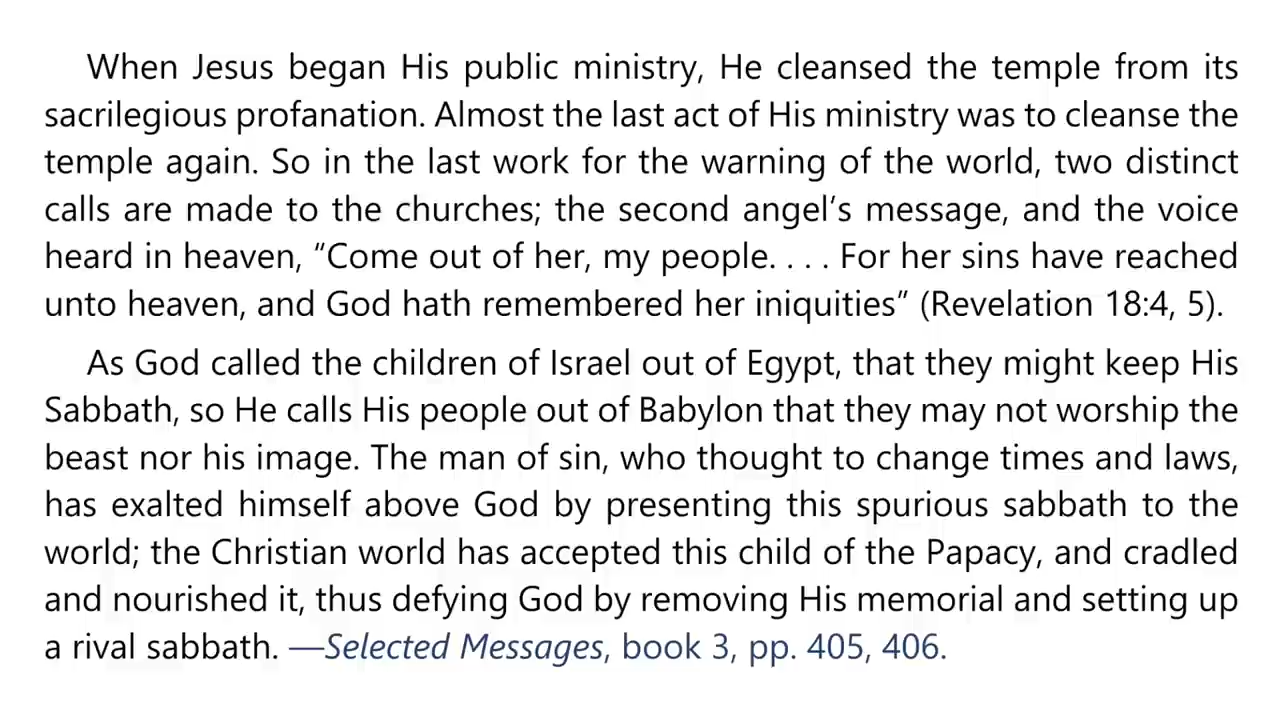 When Jesus began His public ministry, He cleansed the temple from its
sacrilegious profanation. Almost the last act of His ministry was to cleanse the
temple again. So in the last work for the warning of the world, two distinct
calls are made to the churches; the second angel’s message, and the voice
heard in heaven, “Come out of her, my people. . . . For her sins have reached
unto heaven, and God hath remembered her iniquities” (Revelation 18:4, 5).
As God called the children of Israel out of Egypt, that they might keep His
Sabbath, so He calls His people out of Babylon that they may not worship the
beast nor his image. The man of sin, who thought to change times and laws,
has exalted himself above God by presenting this spurious sabbath to the
world; the Christian world has accepted this child of the Papacy, and cradled
and nourished it, thus defying God by removing His memorial and setting up
a rival sabbath. —Selected Messages, book 3, pp. 405, 406.